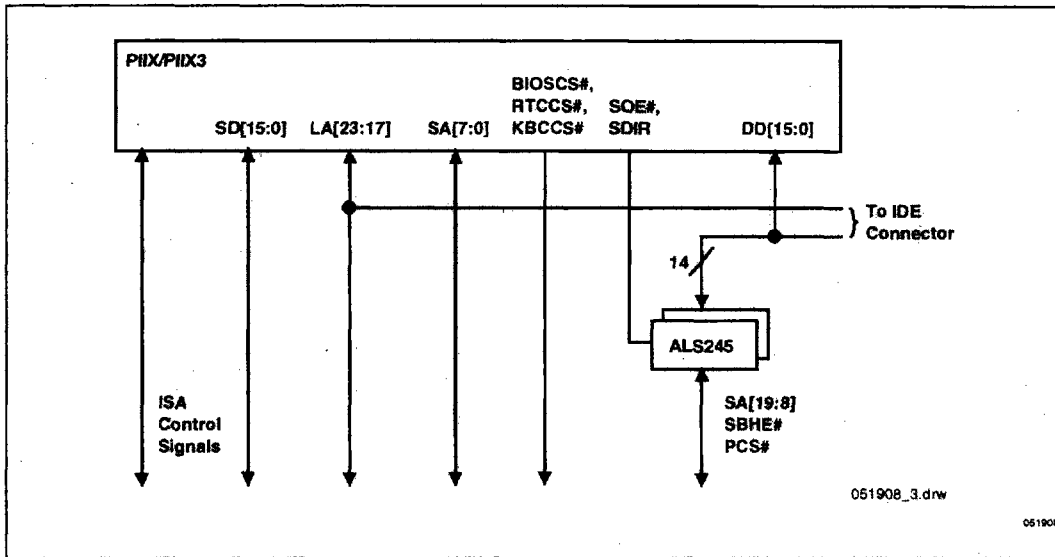 PIIX/PIIX3
BIOSCS#,
RTCCS#,
KBCCS#
SOE#,
SDIR
SD[15:0]
LA[23:17]
SA[7:0]
DD[15:0]
To IDE
Connector
14
ALS245
ISA
Control
Signals
SA[19:8]
SBHE#
PCS#
051908_3.drw